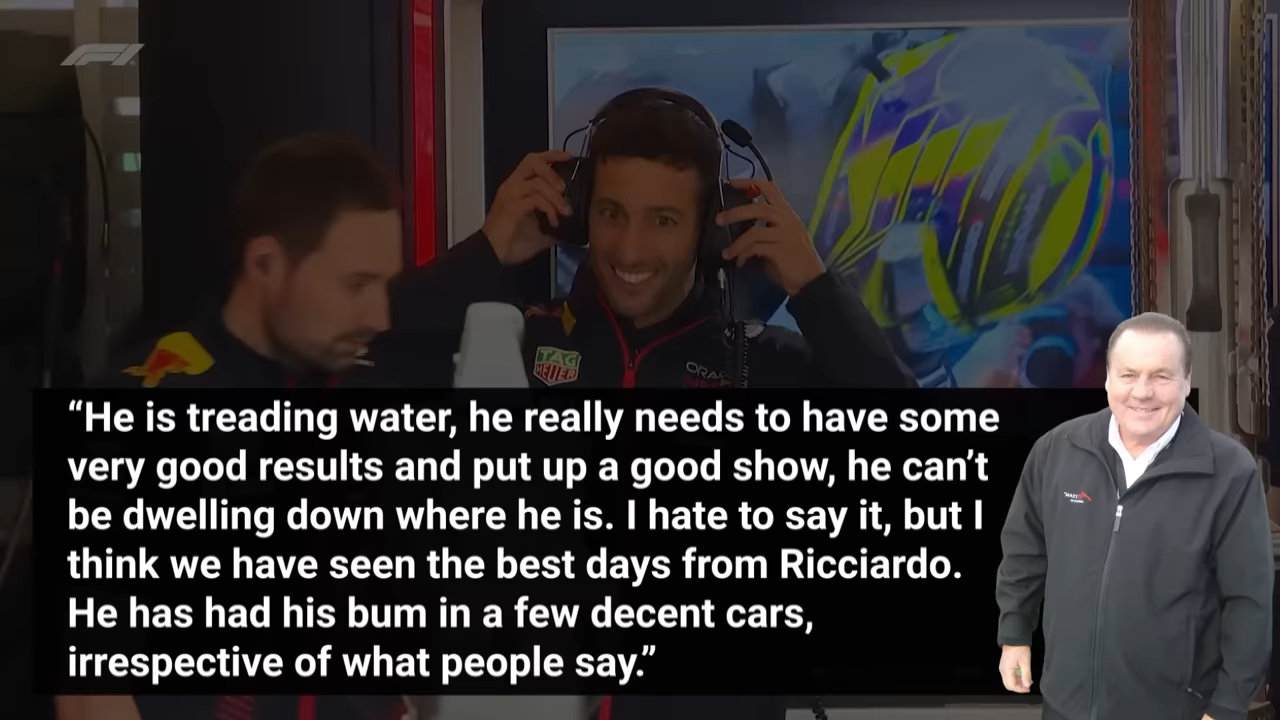 F1
TAG
HEUER
ORACLE
“He is treading water, he really needs to have some
very good results and put up a good show, he can’t
be dwelling down where he is. I hate to say it, but I
think we have seen the best days from Ricciardo.
He has had his bum in a few decent cars,
irrespective of what people say.”